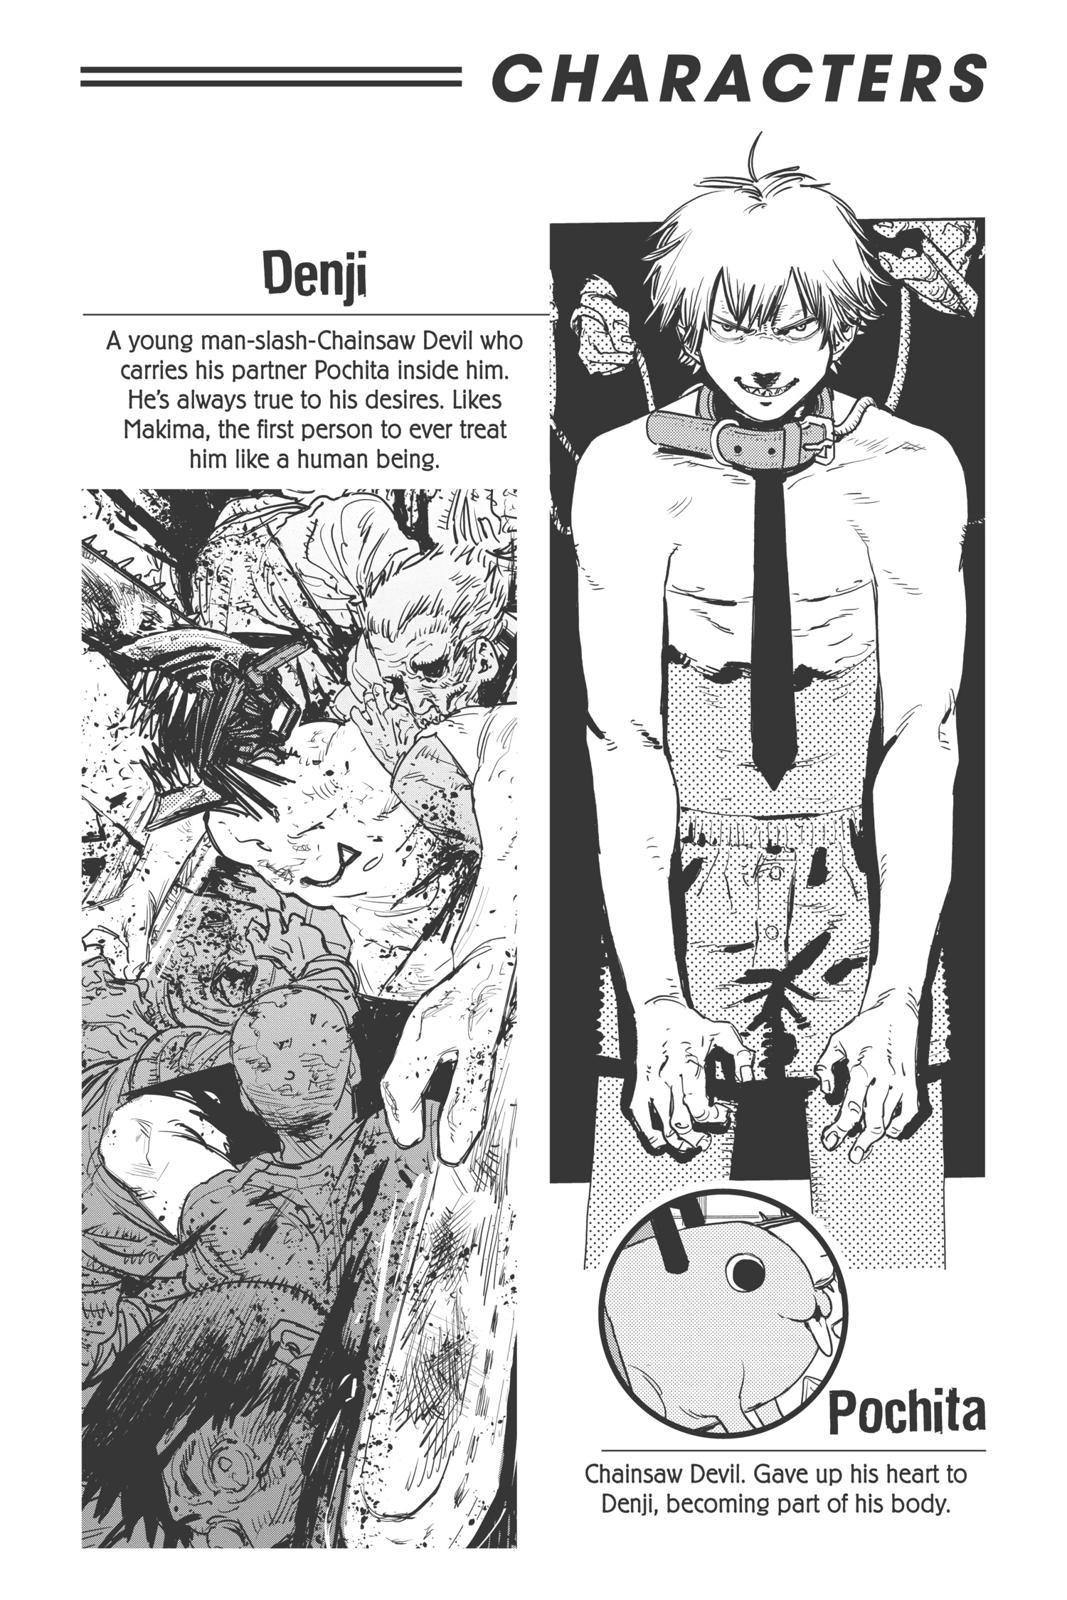 CHARACTERS
Denji
A young man-slash-Chainsaw Devil who
carries his partner Pochita inside him.
He's always true to his desires. Likes
Makima, the first person to ever treat
him like a human being.
Pochita
Chainsaw Devil. Gave up his heart to
Denji, becoming part of his body.